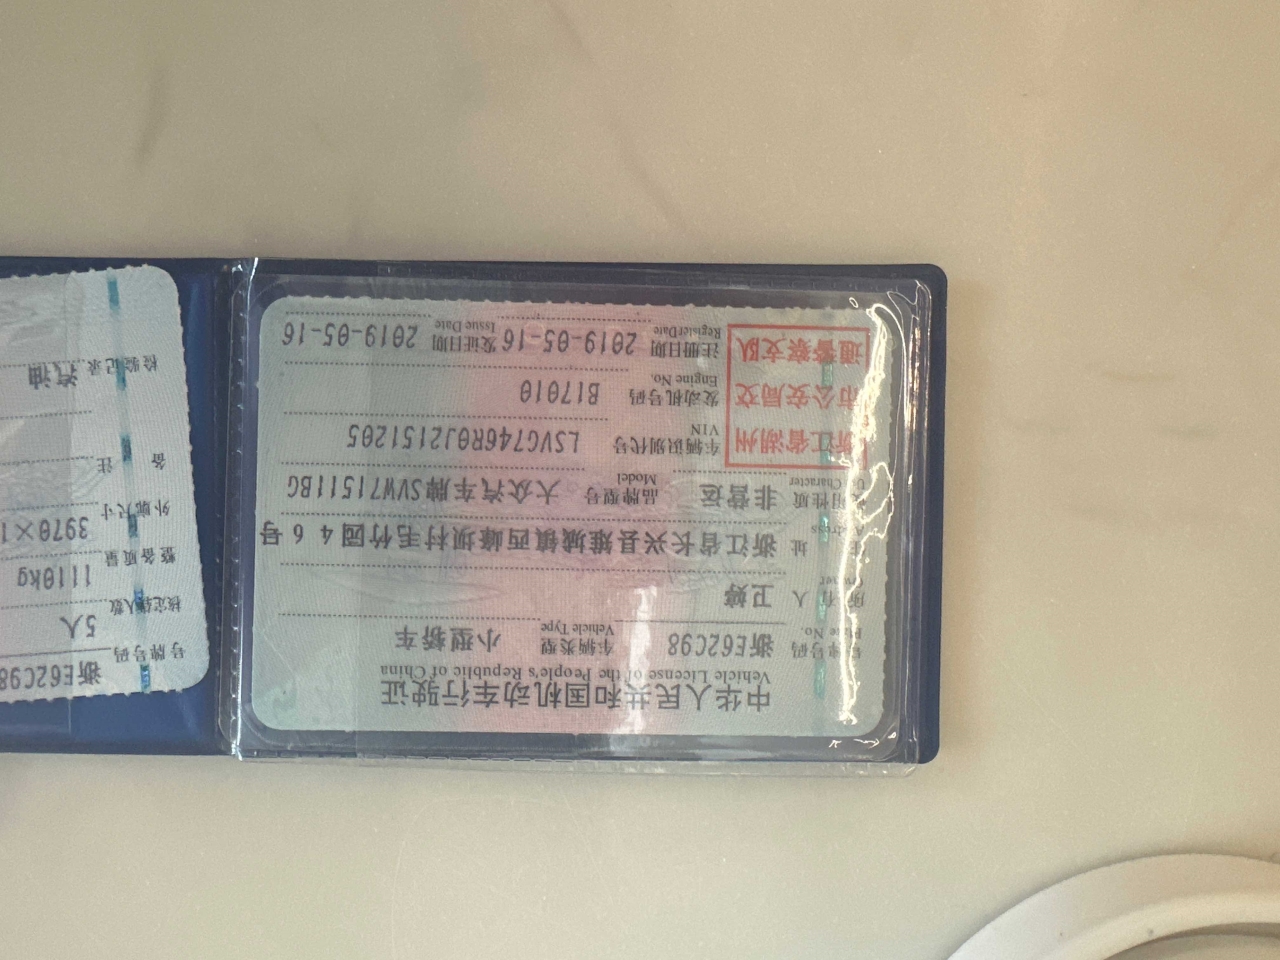 中华人民共和国机动车行驶证
Vehicle License of the People's Republic of China
号牌号码 浙E62C98 车辆类型 小型轿车
Plate No. Vehicle Type
所有人 卫婷
Owner
住址 浙江省长兴县雉城镇西峰坝村毛竹园46号
Address
使用性质 非营运 品牌型号 大众汽车牌SVW71511BG
Use Character Model
浙江省湖州
市公安局交
通警察支队
车辆识别代号 LSVG746R0J2151205
VIN
发动机号码 B17010
Engine No.
注册日期 2019-05-16 发证日期 2019-05-16
Register Date Issue Date
号牌号码 浙E62C98
核定载人数 5人
整备质量 1110kg
外廓尺寸 3970×1
备注
检验记录 汽油